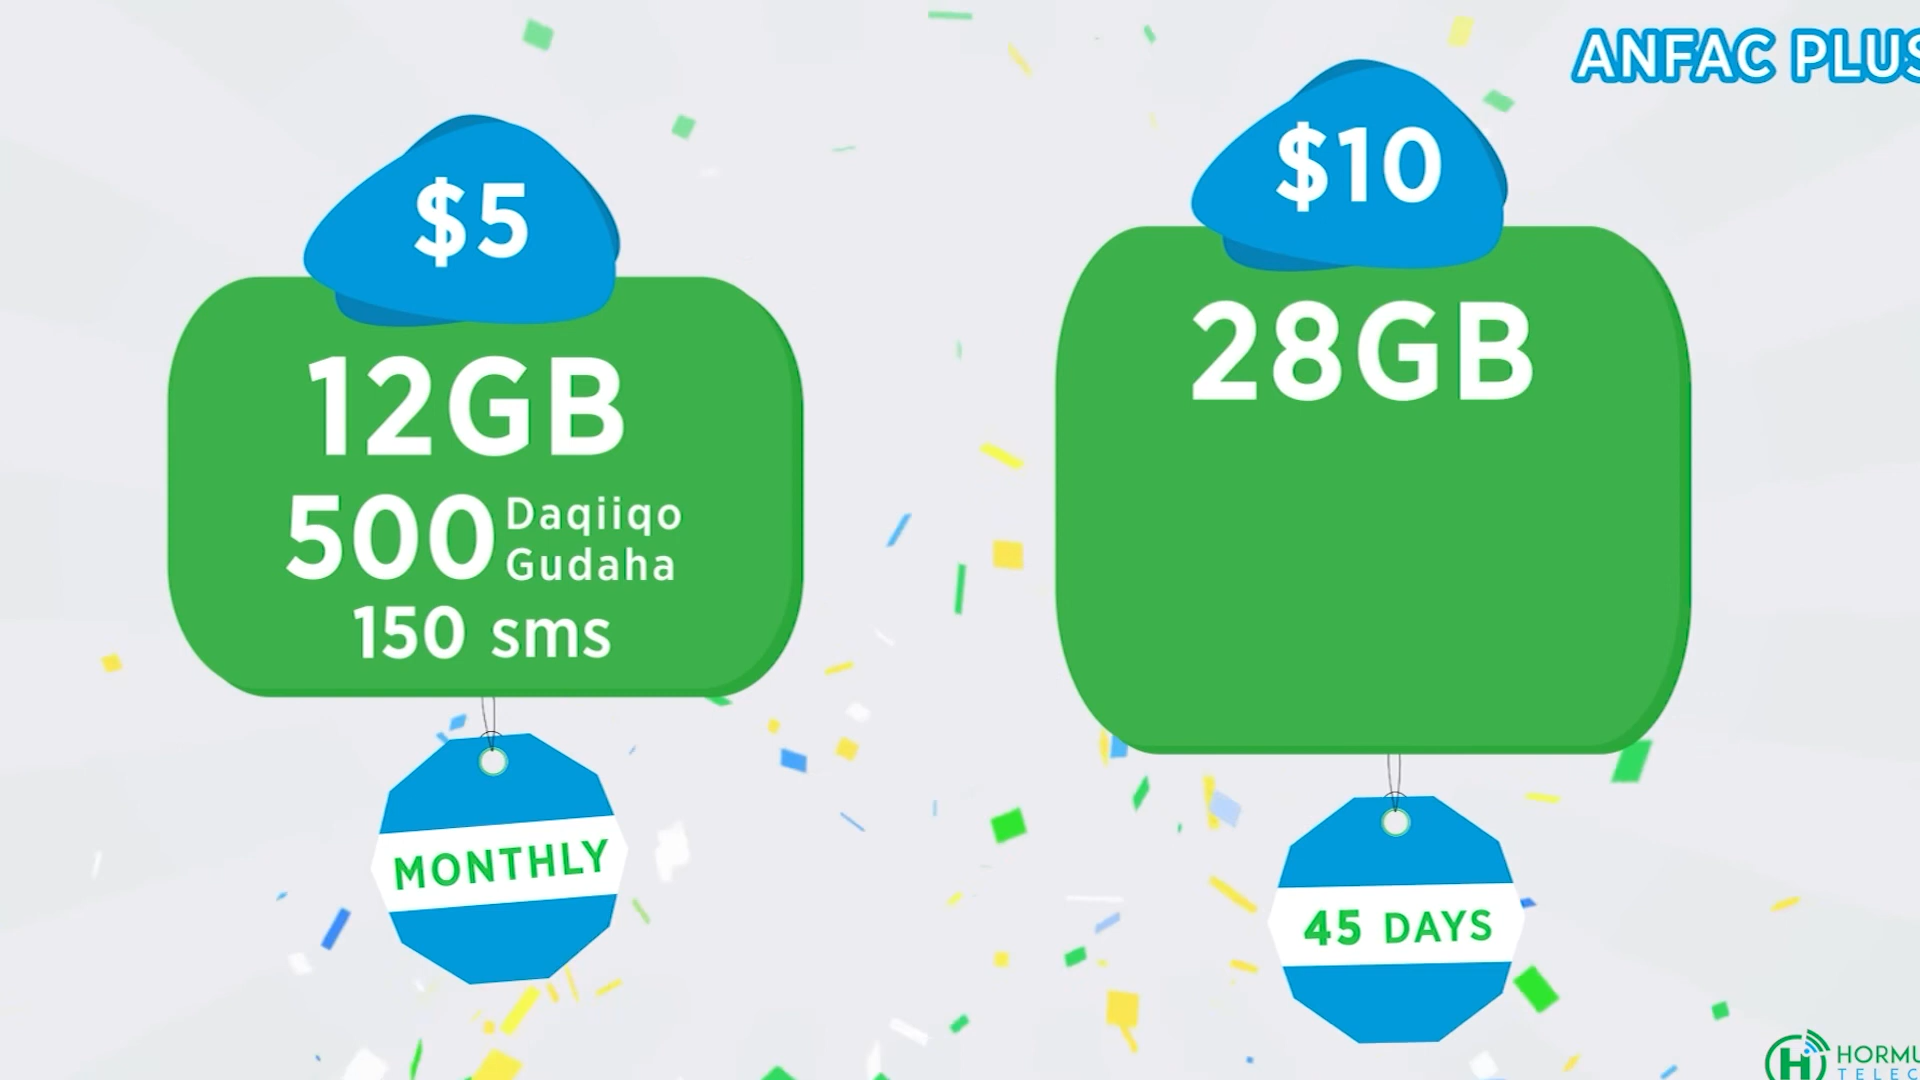 ANFAC PLUS
$5
12GB
500 Daqiiqo
Gudaha
150 sms
MONTHLY
$10
28GB
45 DAYS